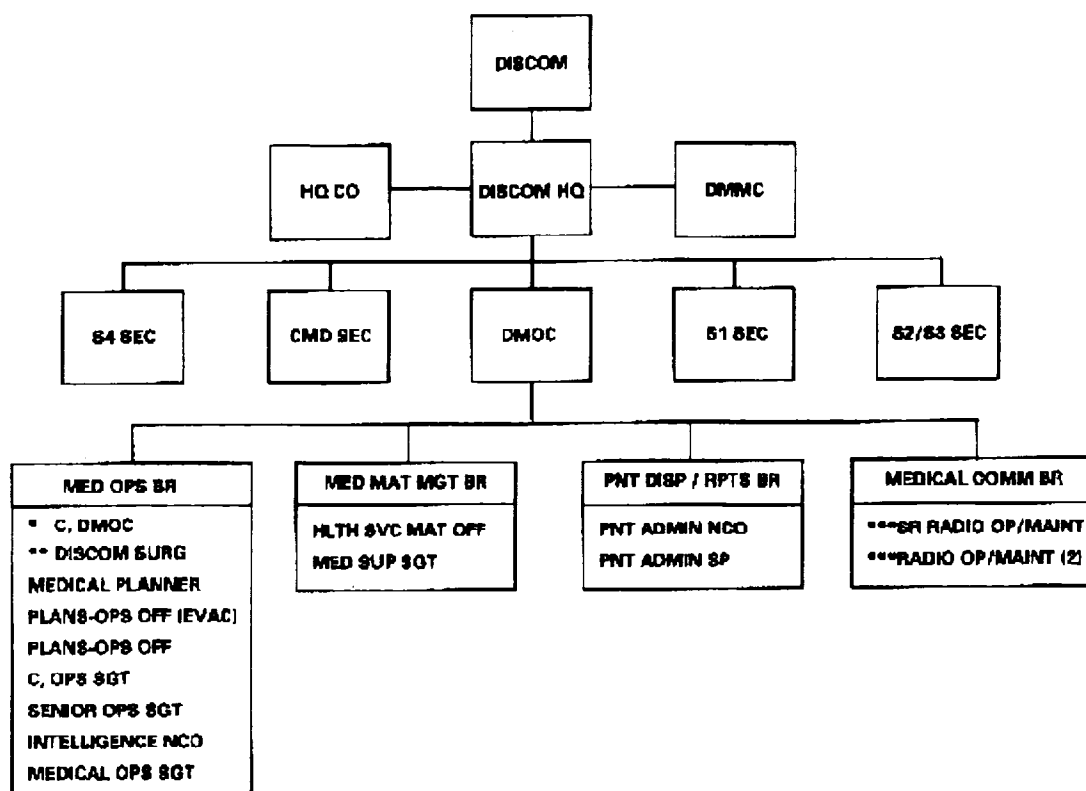 DISCOM
HQ CO
DISCOM HQ
DMMC
S4 SEC
CMD SEC
DMOC
S1 SEC
S2/S3 SEC
MED OPS BR
* C, DMOC
** DISCOM SURG
MEDICAL PLANNER
PLANS-OPS OFF (EVAC)
PLANS-OPS OFF
C, OPS SGT
SENIOR OPS SGT
INTELLIGENCE NCO
MEDICAL OPS SGT
MED MAT MGT BR
HLTH SVC MAT OFF
MED SUP SGT
PNT DISP / RPTS BR
PNT ADMIN NCO
PNT ADMIN SP
MEDICAL COMM BR
***SR RADIO OP/MAINT
***RADIO OP/MAINT (2)